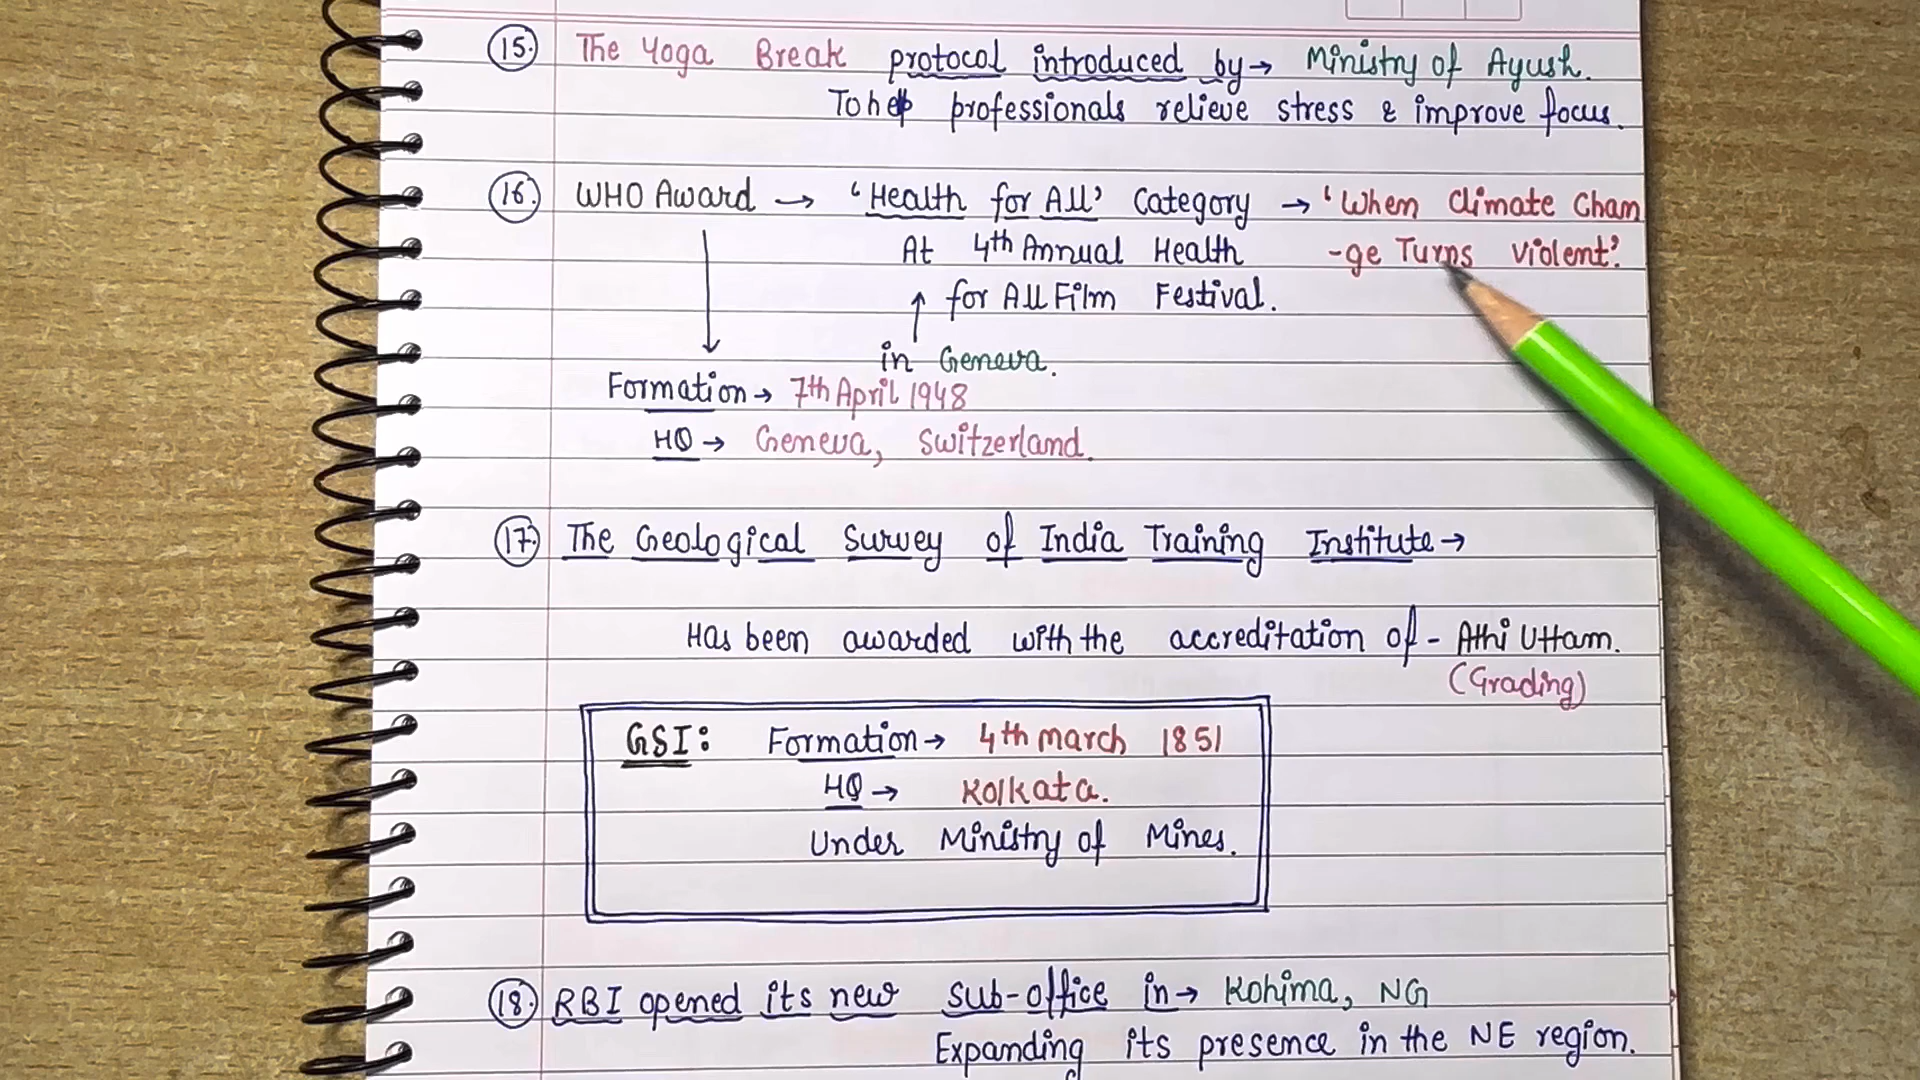 15. The Yoga Break protocol introduced by → Ministry of Ayush.
To help professionals relieve stress & improve focus.
16. WHO Award → 'Health for All' Category → 'When Climate Chan
At 4th Annual Health -ge Turns Violent'.
↑ for All Film Festival.
in Geneva.
Formation → 7th April 1948
HQ → Geneva, Switzerland.
17. The Geological Survey of India Training Institute →
Has been awarded with the accreditation of - Athi Uttam.
(Grading)
GSI: Formation → 4th march 1851
HQ → Kolkata.
Under Ministry of Mines.
18. RBI opened its new sub-office in → Kohima, NG
Expanding its presence in the NE region.